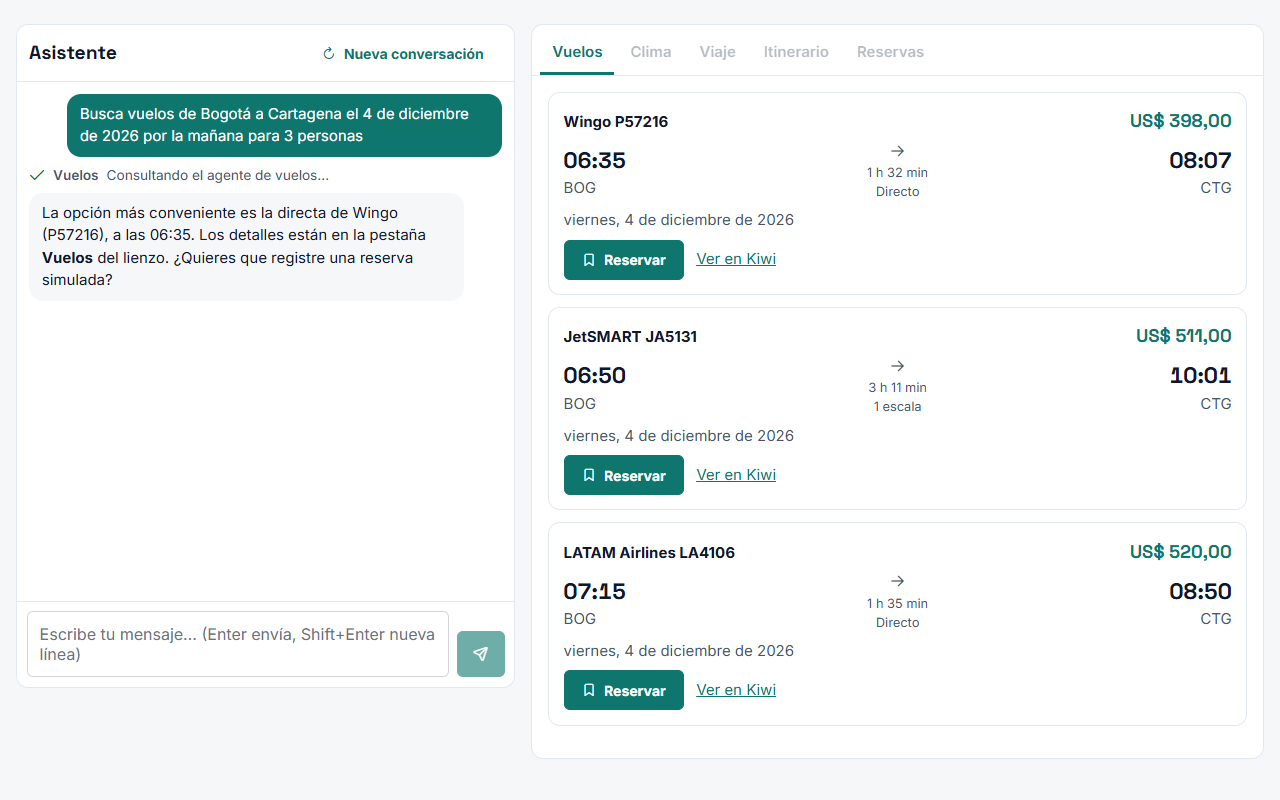 Asistente
Nueva conversación
Busca vuelos de Bogotá a Cartagena el 4 de diciembre
de 2026 por la mañana para 3 personas
Vuelos Consultando el agente de vuelos...
La opción más conveniente es la directa de Wingo
(P57216), a las 06:35. Los detalles están en la pestaña
Vuelos del lienzo. ¿Quieres que registre una reserva
simulada?
Escribe tu mensaje... (Enter envía, Shift+Enter nueva
línea)
Vuelos Clima Viaje Itinerario Reservas
Wingo P57216 US$ 398,00
06:35 → 08:07
BOG 1 h 32 min CTG
Directo
viernes, 4 de diciembre de 2026
Reservar Ver en Kiwi
JetSMART JA5131 US$ 511,00
06:50 → 10:01
BOG 3 h 11 min CTG
1 escala
viernes, 4 de diciembre de 2026
Reservar Ver en Kiwi
LATAM Airlines LA4106 US$ 520,00
07:15 → 08:50
BOG 1 h 35 min CTG
Directo
viernes, 4 de diciembre de 2026
Reservar Ver en Kiwi